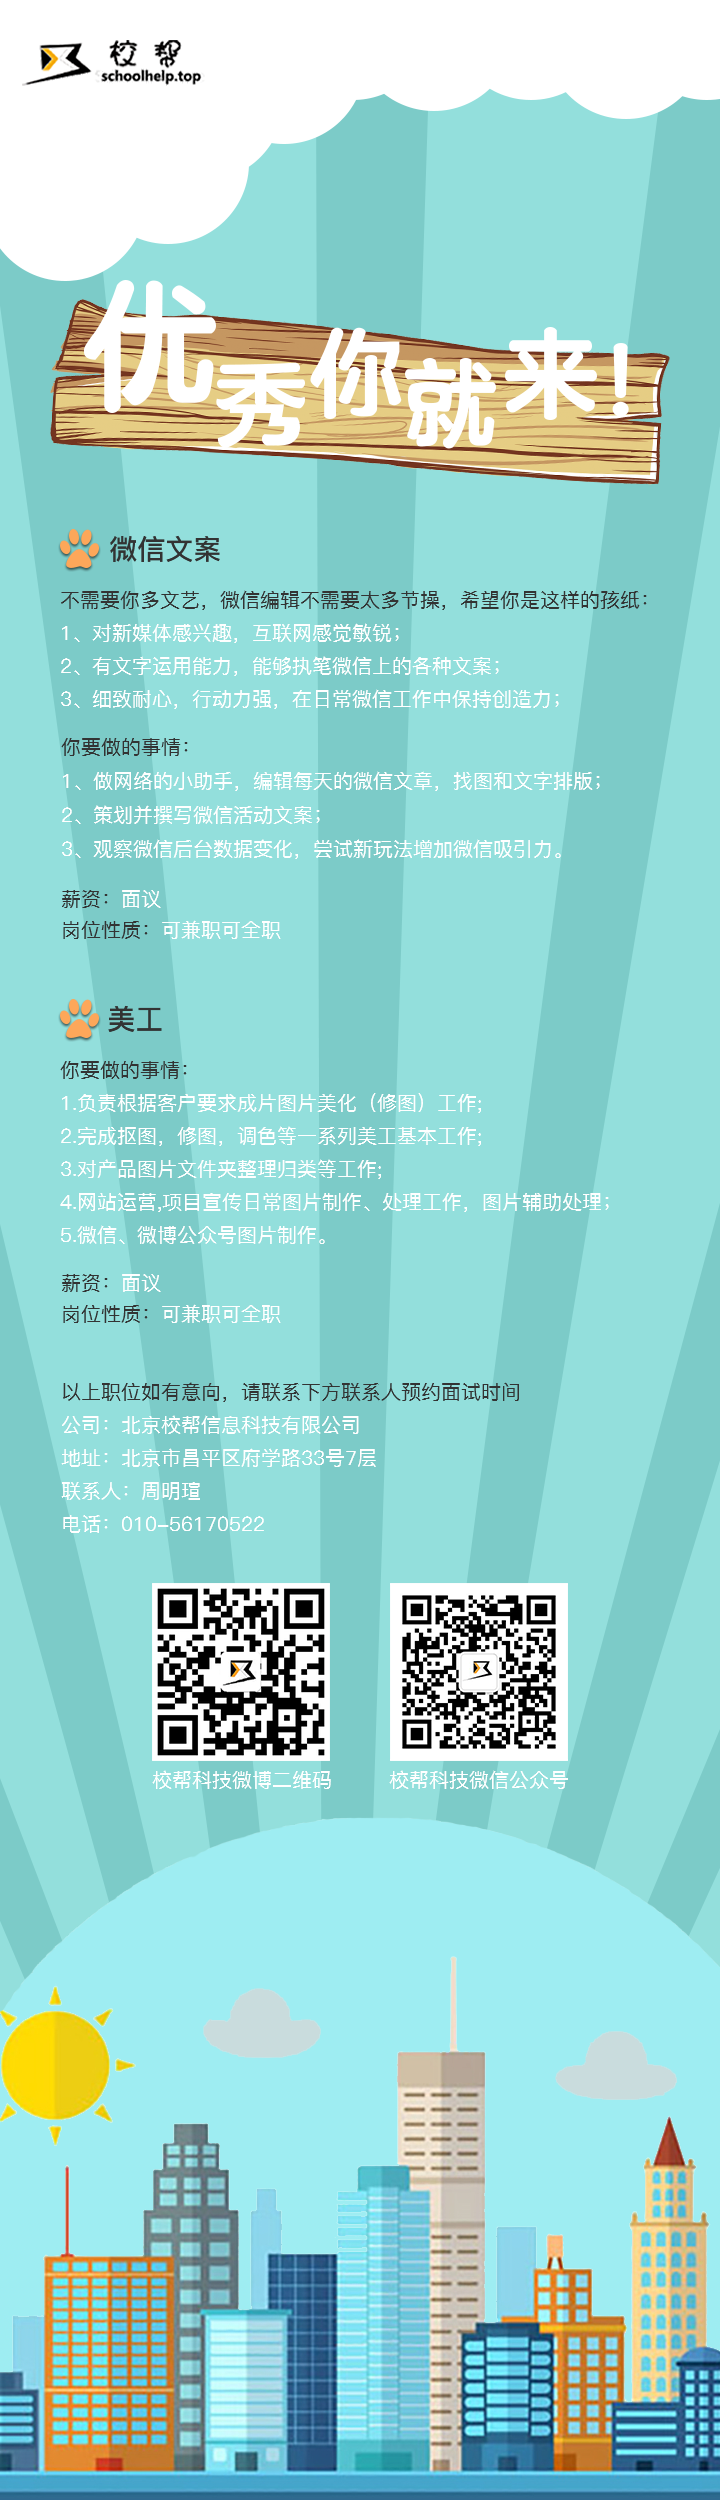 校帮
schoolhelp.top
优秀你就来！
微信文案
不需要你多文艺，微信编辑不需要太多节操，希望你是这样的孩纸：
1、对新媒体感兴趣，互联网感觉敏锐；
2、有文字运用能力，能够执笔微信上的各种文案；
3、细致耐心，行动力强，在日常微信工作中保持创造力；
你要做的事情：
1、做网络的小助手，编辑每天的微信文章，找图和文字排版；
2、策划并撰写微信活动文案；
3、观察微信后台数据变化，尝试新玩法增加微信吸引力。
薪资：面议
岗位性质：可兼职可全职
美工
你要做的事情：
1.负责根据客户要求成片图片美化（修图）工作;
2.完成抠图，修图，调色等一系列美工基本工作;
3.对产品图片文件夹整理归类等工作;
4.网站运营,项目宣传日常图片制作、处理工作，图片辅助处理；
5.微信、微博公众号图片制作。
薪资：面议
岗位性质：可兼职可全职
以上职位如有意向，请联系下方联系人预约面试时间
公司：北京校帮信息科技有限公司
地址：北京市昌平区府学路33号7层
联系人：周明瑄
电话：010-56170522
校帮科技微博二维码
校帮科技微信公众号